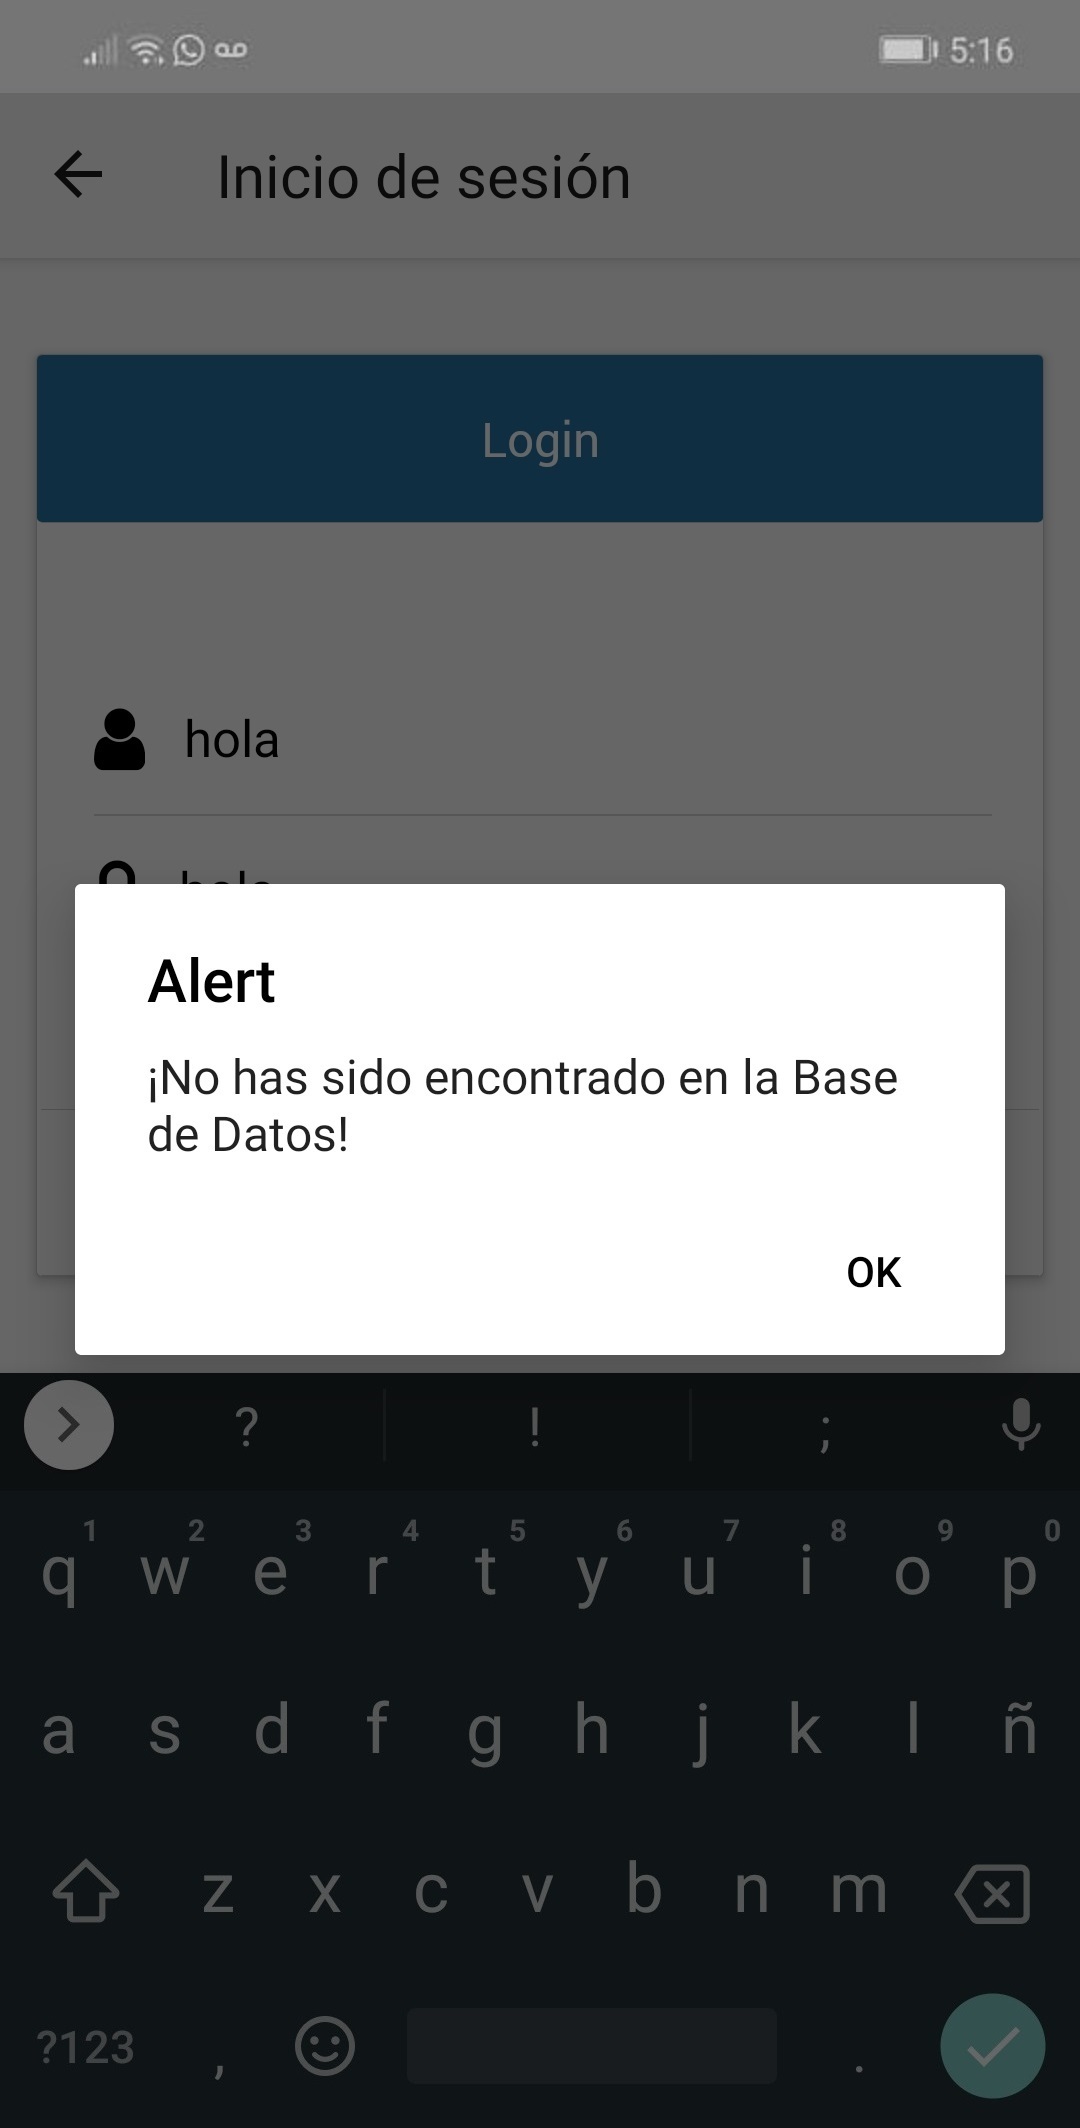 5:16
Inicio de sesión
Login
hola
hola
Alert
¡No has sido encontrado en la Base
de Datos!
OK
? ! ;
1 2 3 4 5 6 7 8 9 0
q w e r t y u i o p
a s d f g h j k l ñ
z x c v b n m
?123 , .